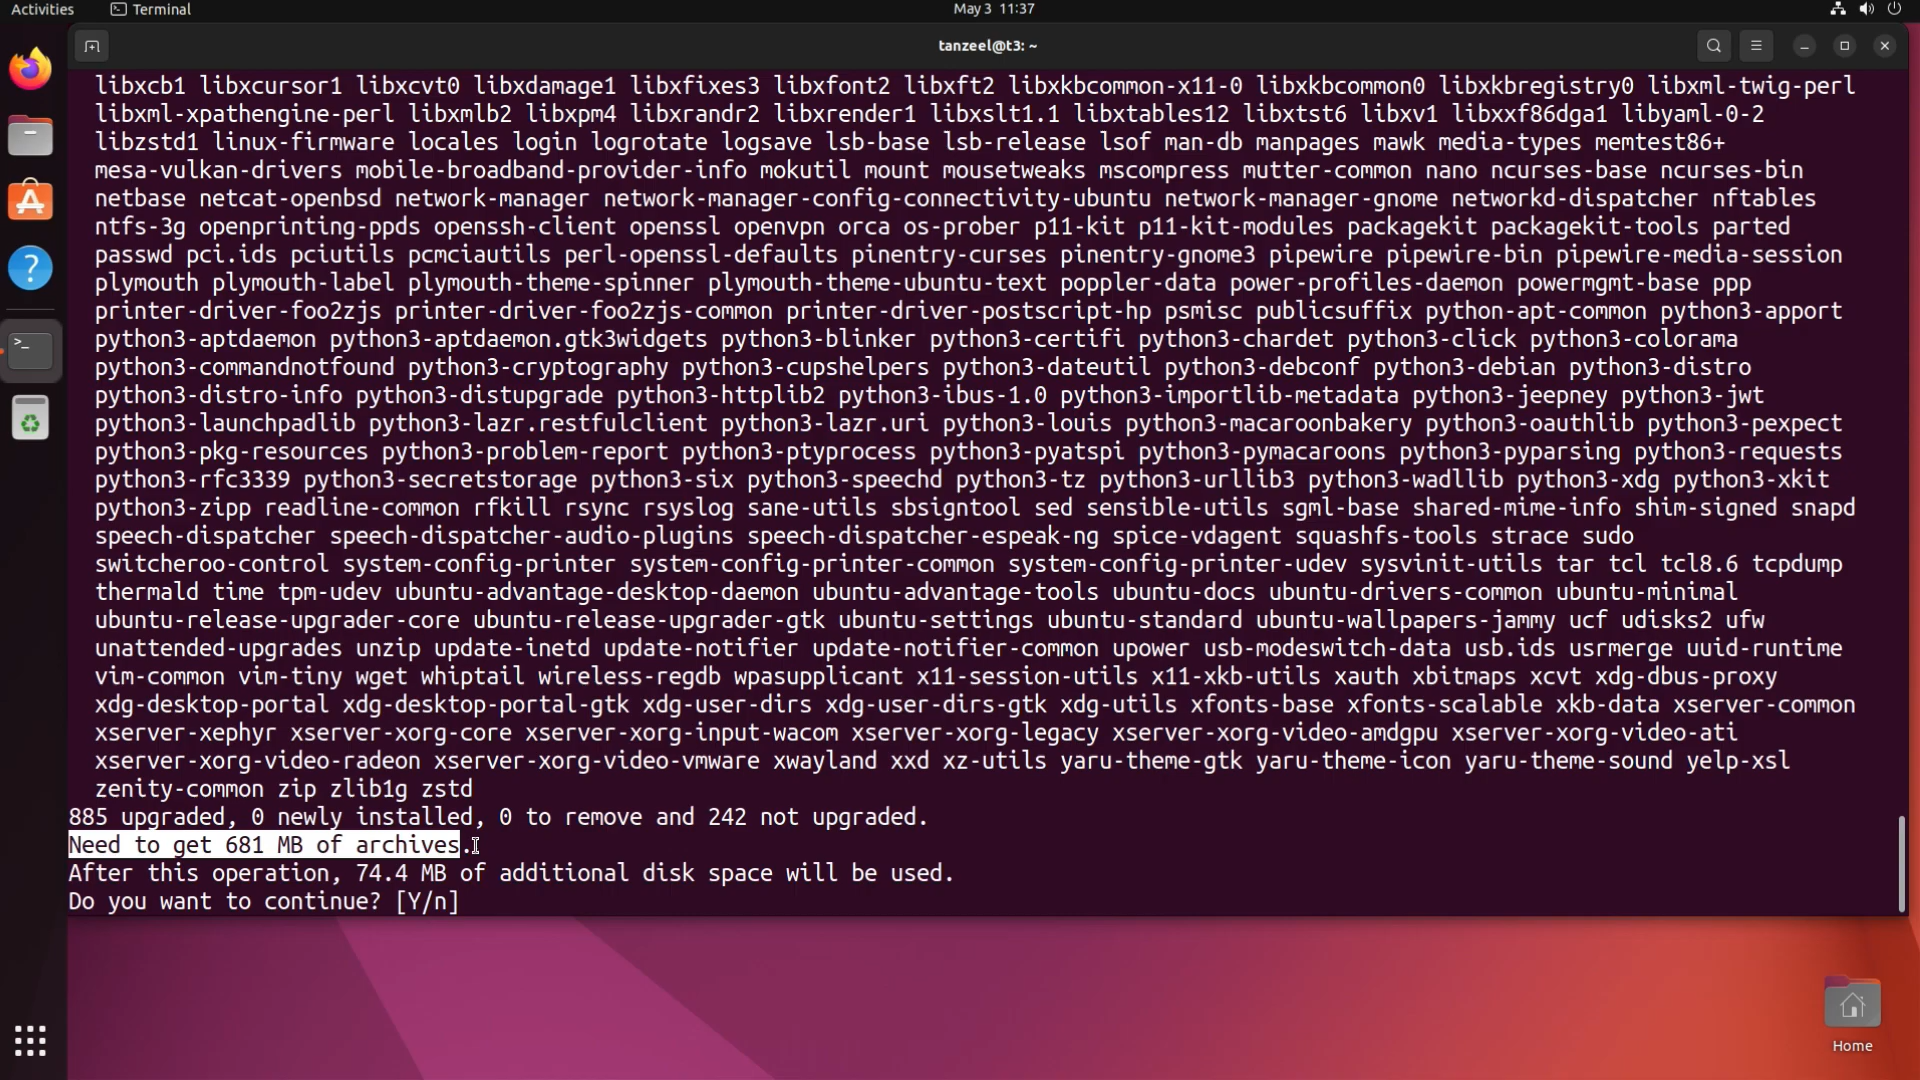 Activities Terminal May 3 11:37
tanzeel@t3: ~
libxcb1 libxcursor1 libxcvt0 libxdamage1 libxfixes3 libxfont2 libxft2 libxkbcommon-x11-0 libxkbcommon0 libxkbregistry0 libxml-twig-perl
libxml-xpathengine-perl libxmlb2 libxpm4 libxrandr2 libxrender1 libxslt1.1 libxtables12 libxtst6 libxv1 libxxf86dga1 libyaml-0-2
libzstd1 linux-firmware locales login logrotate logsave lsb-base lsb-release lsof man-db manpages mawk media-types memtest86+
mesa-vulkan-drivers mobile-broadband-provider-info mokutil mount mousetweaks mscompress mutter-common nano ncurses-base ncurses-bin
netbase netcat-openbsd network-manager network-manager-config-connectivity-ubuntu network-manager-gnome networkd-dispatcher nftables
ntfs-3g openprinting-ppds openssh-client openssl openvpn orca os-prober p11-kit p11-kit-modules packagekit packagekit-tools parted
passwd pci.ids pciutils pcmciautils perl-openssl-defaults pinentry-curses pinentry-gnome3 pipewire pipewire-bin pipewire-media-session
plymouth plymouth-label plymouth-theme-spinner plymouth-theme-ubuntu-text poppler-data power-profiles-daemon powermgmt-base ppp
printer-driver-foo2zjs printer-driver-foo2zjs-common printer-driver-postscript-hp psmisc publicsuffix python-apt-common python3-apport
python3-aptdaemon python3-aptdaemon.gtk3widgets python3-blinker python3-certifi python3-chardet python3-click python3-colorama
python3-commandnotfound python3-cryptography python3-cupshelpers python3-dateutil python3-debconf python3-debian python3-distro
python3-distro-info python3-distupgrade python3-httplib2 python3-ibus-1.0 python3-importlib-metadata python3-jeepney python3-jwt
python3-launchpadlib python3-lazr.restfulclient python3-lazr.uri python3-louis python3-macaroonbakery python3-oauthlib python3-pexpect
python3-pkg-resources python3-problem-report python3-ptyprocess python3-pyatspi python3-pymacaroons python3-pyparsing python3-requests
python3-rfc3339 python3-secretstorage python3-six python3-speechd python3-tz python3-urllib3 python3-wadllib python3-xdg python3-xkit
python3-zipp readline-common rfkill rsync rsyslog sane-utils sbsigntool sed sensible-utils sgml-base shared-mime-info shim-signed snapd
speech-dispatcher speech-dispatcher-audio-plugins speech-dispatcher-espeak-ng spice-vdagent squashfs-tools strace sudo
switcheroo-control system-config-printer system-config-printer-common system-config-printer-udev sysvinit-utils tar tcl tcl8.6 tcpdump
thermald time tpm-udev ubuntu-advantage-desktop-daemon ubuntu-advantage-tools ubuntu-docs ubuntu-drivers-common ubuntu-minimal
ubuntu-release-upgrader-core ubuntu-release-upgrader-gtk ubuntu-settings ubuntu-standard ubuntu-wallpapers-jammy ucf udisks2 ufw
unattended-upgrades unzip update-inetd update-notifier update-notifier-common upower usb-modeswitch-data usb.ids usrmerge uuid-runtime
vim-common vim-tiny wget whiptail wireless-regdb wpasupplicant x11-session-utils x11-xkb-utils xauth xbitmaps xcvt xdg-dbus-proxy
xdg-desktop-portal xdg-desktop-portal-gtk xdg-user-dirs xdg-user-dirs-gtk xdg-utils xfonts-base xfonts-scalable xkb-data xserver-common
xserver-xephyr xserver-xorg-core xserver-xorg-input-wacom xserver-xorg-legacy xserver-xorg-video-amdgpu xserver-xorg-video-ati
xserver-xorg-video-radeon xserver-xorg-video-vmware xwayland xxd xz-utils yaru-theme-gtk yaru-theme-icon yaru-theme-sound yelp-xsl
zenity-common zip zlib1g zstd
885 upgraded, 0 newly installed, 0 to remove and 242 not upgraded.
Need to get 681 MB of archives.
After this operation, 74.4 MB of additional disk space will be used.
Do you want to continue? [Y/n]
Home